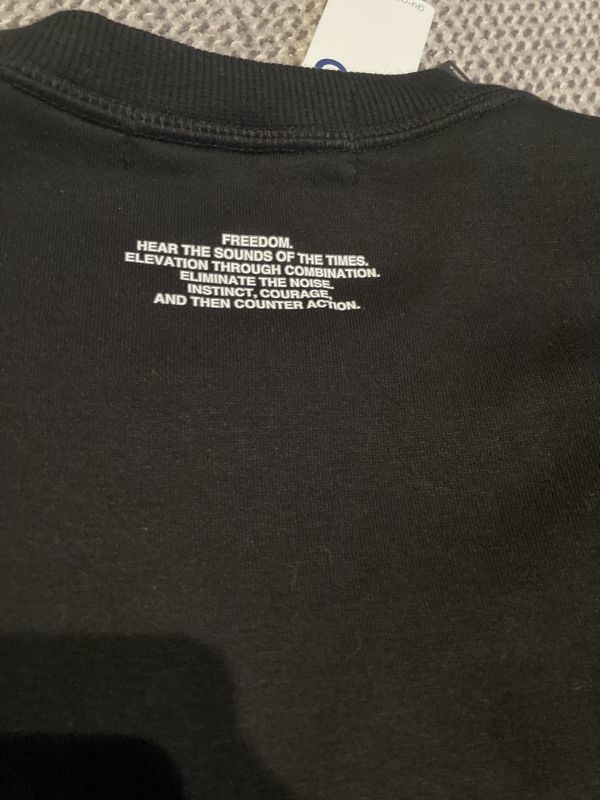 FREEDOM.
HEAR THE SOUNDS OF THE TIMES.
ELEVATION THROUGH COMBINATION.
ELIMINATE THE NOISE.
INSTINCT, COURAGE,
AND THEN COUNTER ACTION.